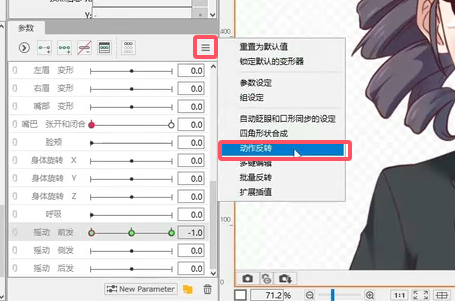 Y:
400
参数
重置为默认值
锁定默认的变形器
参数设定
组设定
自动眨眼和口形同步的设定
四角形状合成
动作反转
多键编辑
批量反转
扩展插值
左眉 变形 0.0
右眉 变形 0.0
嘴部 变形 0.0
嘴巴 张开和闭合 0.0
脸颊 0.0
身体旋转 X 0.0
身体旋转 Y 0.0
身体旋转 Z 0.0
呼吸 0.0
摇动 前发 -1.0
摇动 侧发 0.0
摇动 后发 0.0
100
0
New Parameter
71.2 %
1:1